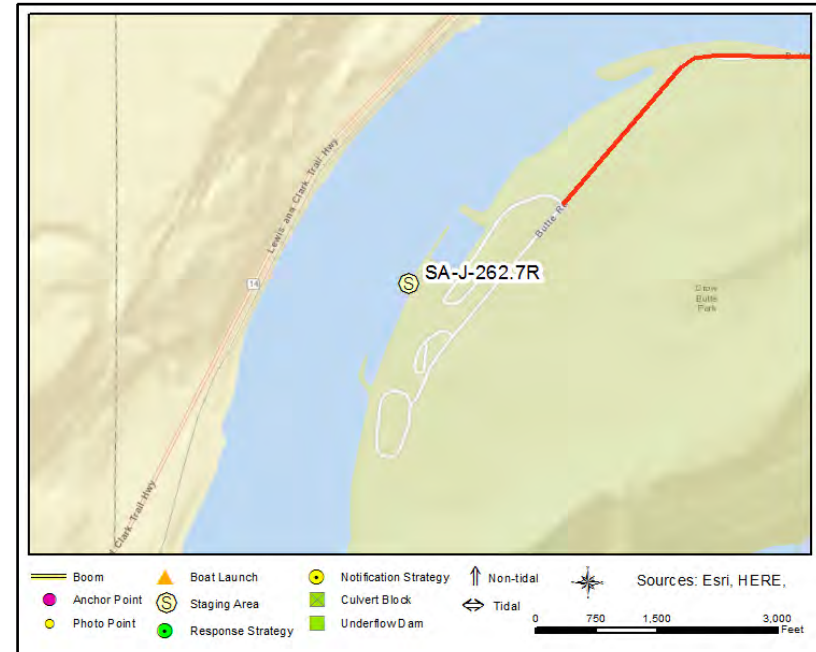 Lewis and Clark Trail Hwy
14
SA-J-262.7R
Butte R
Butte
Park
Clark Trail Hwy
Boom
Anchor Point
Photo Point
Boat Launch
S Staging Area
Response Strategy
Notification Strategy
Culvert Block
Underflow Dam
Non-tidal
Tidal
Sources: Esri, HERE,
0 750 1,500 3,000
Feet